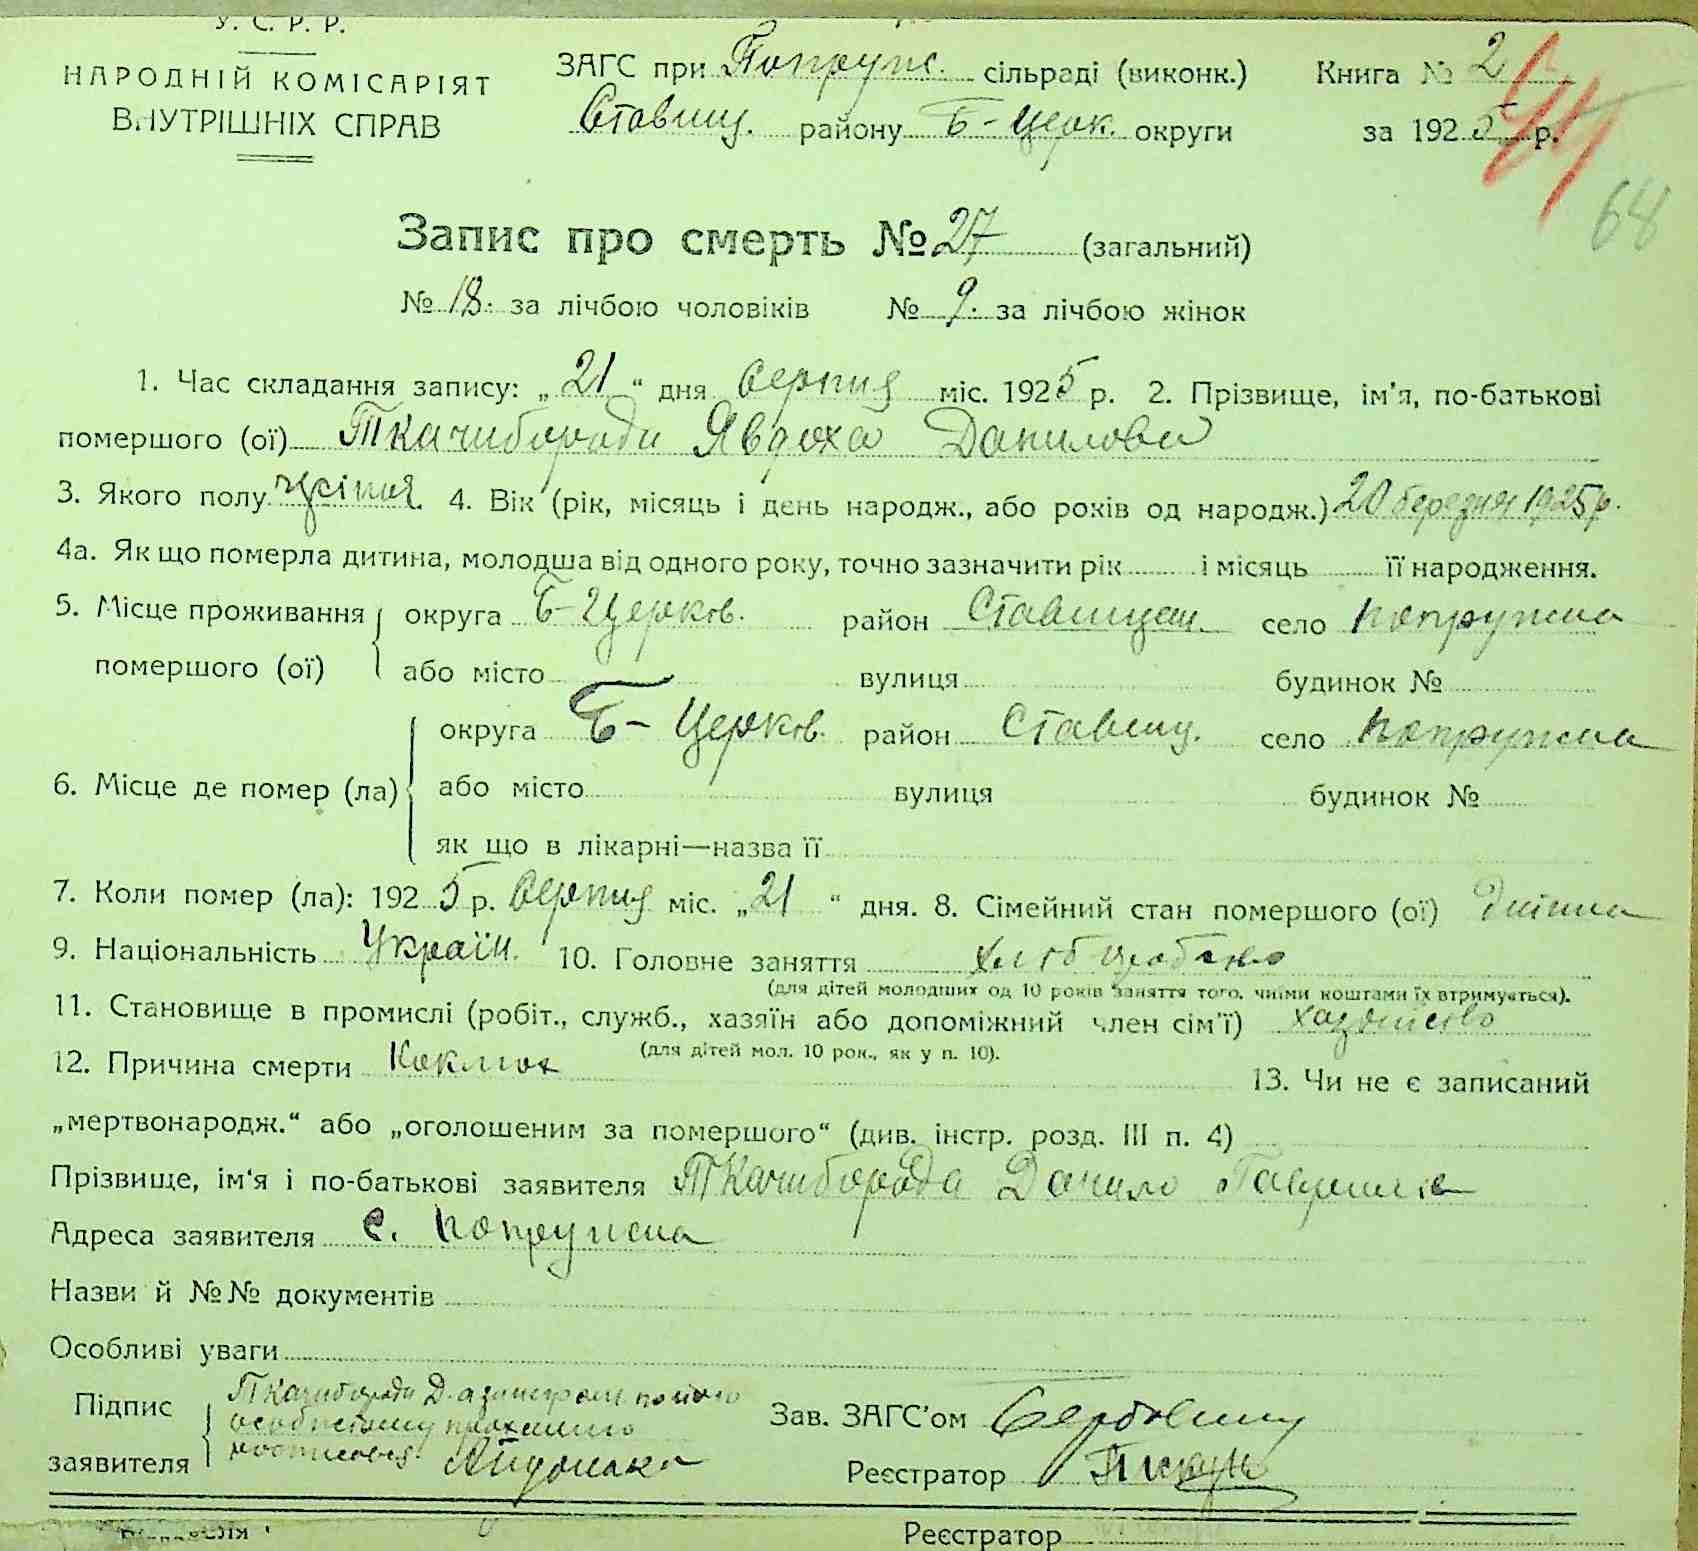 У. С. Р. Р.
НАРОДНІЙ КОМІСАРІЯТ
ВНУТРІШНІХ СПРАВ
ЗАГС при Попруж. сільраді (виконк.) Книга № 2
Ставищ. району Б-Церк. округи за 1925 р.
68
Запис про смерть № 27 (загальний)
№ 18. за лічбою чоловіків № 9. за лічбою жінок
1. Час складання запису: „21“ дня Серпня міс. 1925 р. 2. Прізвище, ім'я, по-батькові
помершого (ої) Ткачиборода Явдоха Данилова
3. Якого полу жіночя 4. Вік (рік, місяць і день народж., або років од народж.) 20 березня 1925 р.
4а. Як що померла дитина, молодша від одного року, точно зазначити рік і місяць її народження.
5. Місце проживання округа Б-Церков. район Ставищан. село Попружна
помершого (ої) або місто вулиця будинок №
округа Б-Церков. район Ставищ. село Попружна
6. Місце де помер (ла) або місто вулиця будинок №
як що в лікарні—назва її
7. Коли помер (ла): 1925 р. Серпня міс. „21“ дня. 8. Сімейний стан помершого (ої)
9. Національність Україн. 10. Головне заняття хліборобство
(для дітей молодших од 10 років заняття того, чиїми коштами їх втримується).
11. Становище в промислі (робіт., служб., хазяїн або допоміжний член сім'ї)
(для дітей мол. 10 рок., як у п. 10).
12. Причина смерти Коклюх 13. Чи не є записаний
„мертвонародж.“ або „оголошеним за помершого“ (див. інстр. розд. III п. 4)
Прізвище, ім'я і по-батькові заявителя Ткачиборода Данило
Адреса заявителя с. Попружна
Назви й №№ документів
Особливі уваги
Підпис Ткачиборода Д.
заявителя
Зав. ЗАГС'ом
Реєстратор
Реєстратор